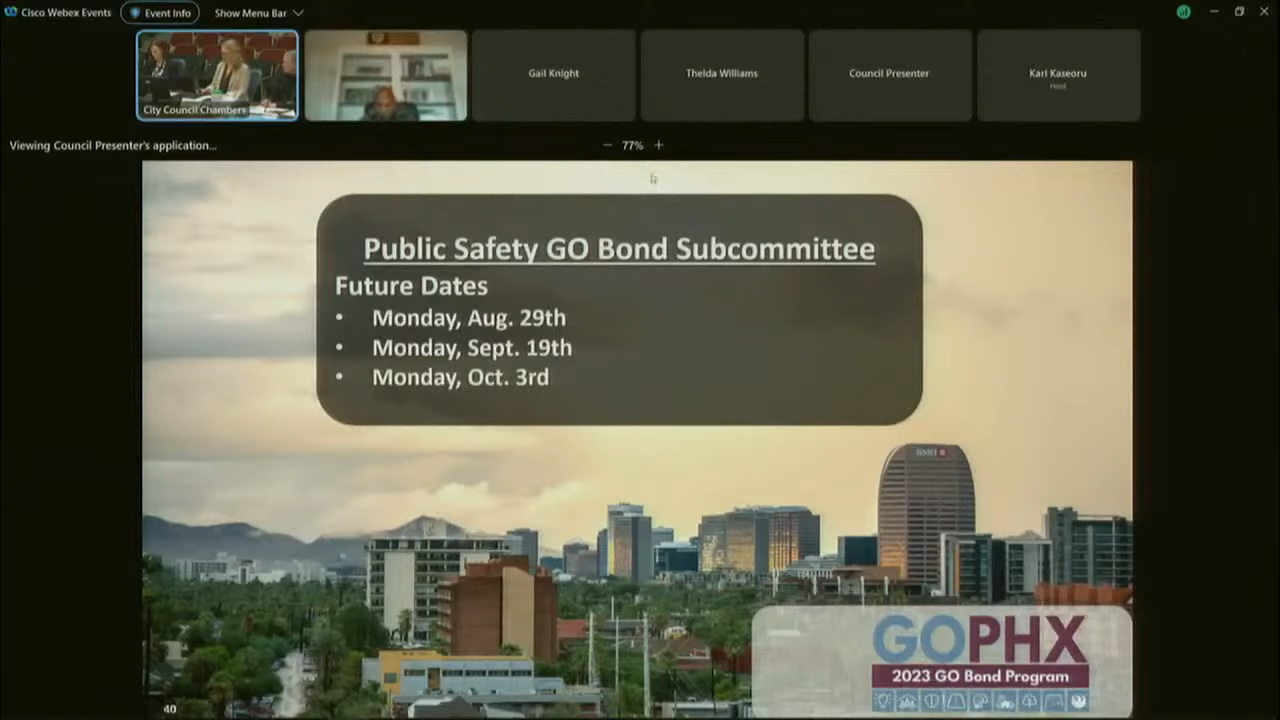 Cisco Webex Events
Event Info
Show Menu Bar
City Council Chambers
Gail Knight
Thelda Williams
Council Presenter
Karl Kaseoru
Host
Viewing Council Presenter's application...
77%
Public Safety GO Bond Subcommittee
Future Dates
• Monday, Aug. 29th
• Monday, Sept. 19th
• Monday, Oct. 3rd
BMO
GOPHX
2023 GO Bond Program
40